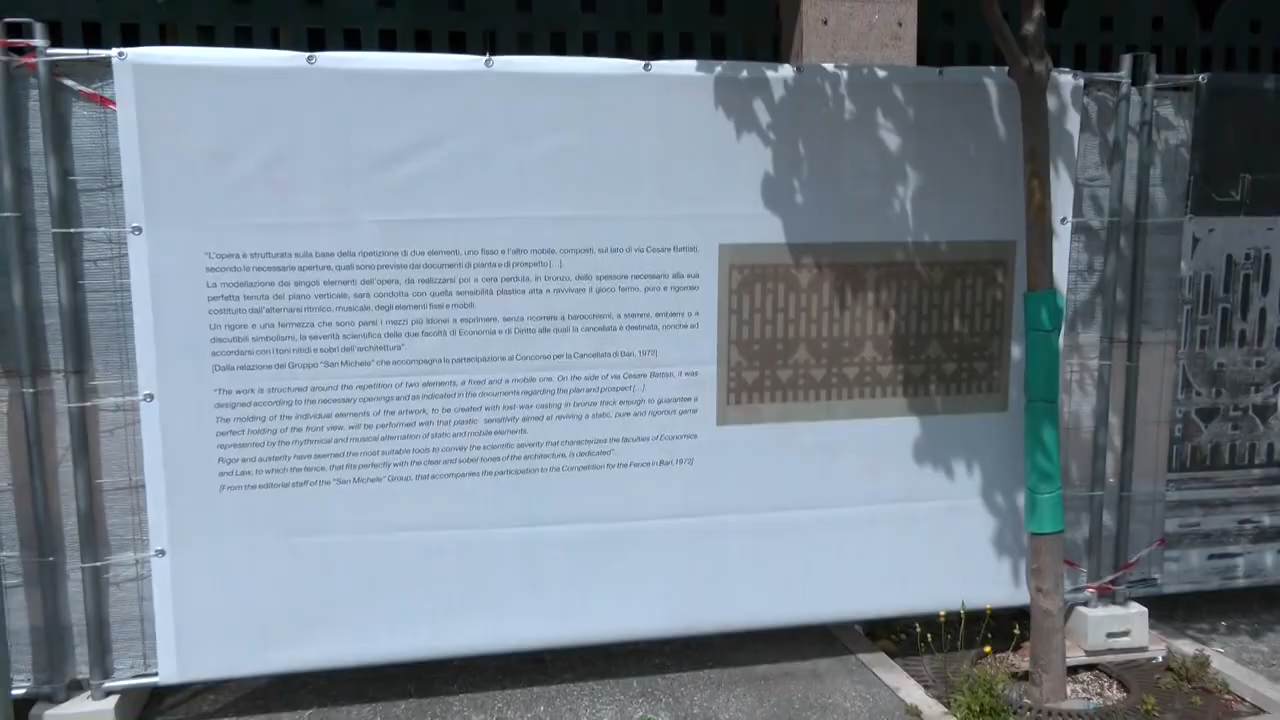 "L'opera è strutturata sulla base della ripetizione di due elementi, uno fisso e l'altro mobile, composti, sul lato di via Cesare Battisti,
secondo le necessarie aperture, quali sono previste dai documenti di pianta e di prospetto [...].
La modellazione dei singoli elementi dell'opera, da realizzarsi poi a cera perduta, in bronzo, dello spessore necessario alla sua
perfetta tenuta del piano verticale, sarà condotta con quella sensibilità plastica atta a ravvivare il gioco fermo, puro e rigoroso
costituito dall'alternarsi ritmico, musicale, degli elementi fissi e mobili.
Un rigore e una fermezza che sono parsi i mezzi più idonei a esprimere, senza ricorrere a barocchismi, a stemmi, emblemi o a
discutibili simbolismi, la severità scientifica delle due facoltà di Economia e di Diritto alle quali la cancellata è destinata, nonché ad
accordarsi con i toni nitidi e sobri dell'architettura".
[Dalla relazione del Gruppo "San Michele" che accompagna la partecipazione al Concorso per la Cancellata di Bari, 1972]
"The work is structured around the repetition of two elements, a fixed and a mobile one. On the side of via Cesare Battisti, it was
designed according to the necessary openings and as indicated in the documents regarding the plan and prospect [...].
The molding of the individual elements of the artwork, to be created with lost-wax casting in bronze thick enough to guarantee a
perfect holding of the front view, will be performed with that plastic sensitivity aimed at reviving a static, pure and rigorous game
represented by the rhythmical and musical alternation of static and mobile elements.
Rigor and austerity have seemed the most suitable tools to convey the scientific severity that characterizes the faculties of Economics
and Law, to which the fence, that fits perfectly with the clear and sober tones of the architecture, is dedicated".
[From the editorial staff of the "San Michele" Group, that accompanies the participation to the Competition for the Fence in Bari, 1972]